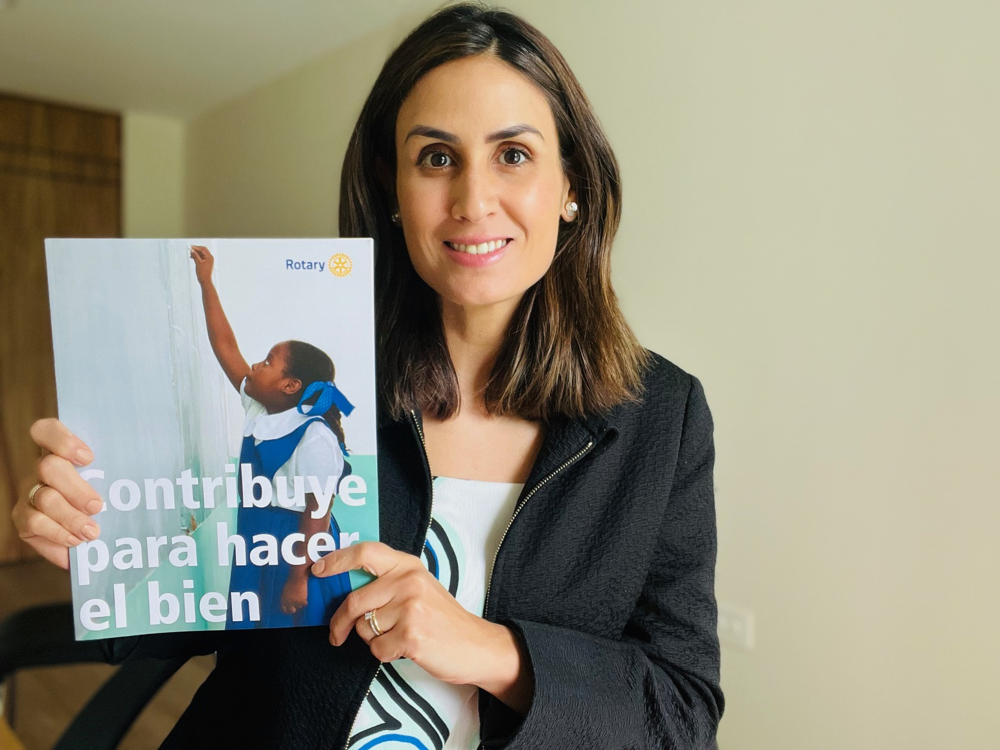 Rotary
Contribuye
para hacer
el bien